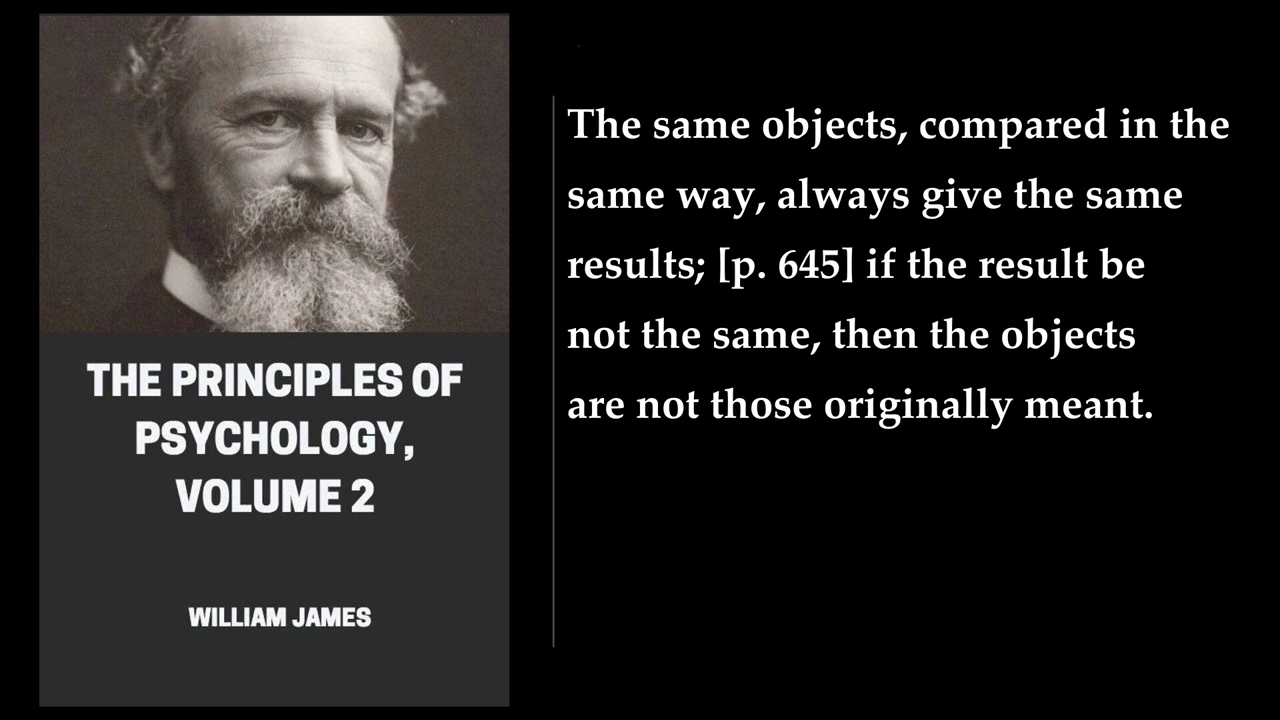 THE PRINCIPLES OF
PSYCHOLOGY,
VOLUME 2
WILLIAM JAMES
The same objects, compared in the
same way, always give the same
results; [p. 645] if the result be
not the same, then the objects
are not those originally meant.